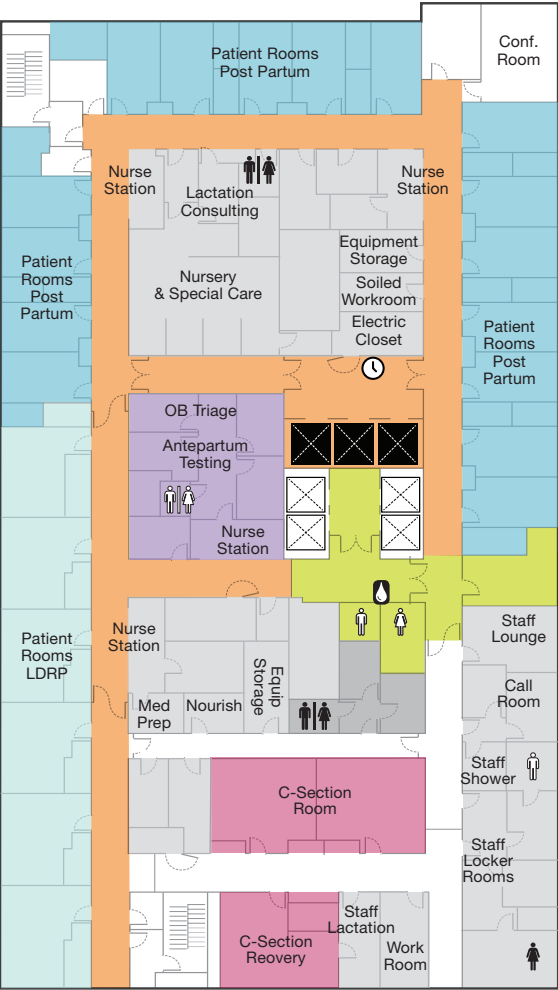 Conf.
Room
Patient Rooms
Post Partum
Nurse
Station
Lactation
Consulting
Nurse
Station
Equipment
Storage
Nursery
& Special Care
Soiled
Workroom
Electric
Closet
Patient
Rooms
Post
Partum
Patient
Rooms
Post
Partum
OB Triage
Antepartum
Testing
Nurse
Station
Patient
Rooms
LDRP
Nurse
Station
Equip
Storage
Med
Prep
Nourish
Staff
Lounge
Call
Room
Staff
Shower
C-Section
Room
Staff
Locker
Rooms
Staff
Lactation
C-Section
Reovery
Work
Room